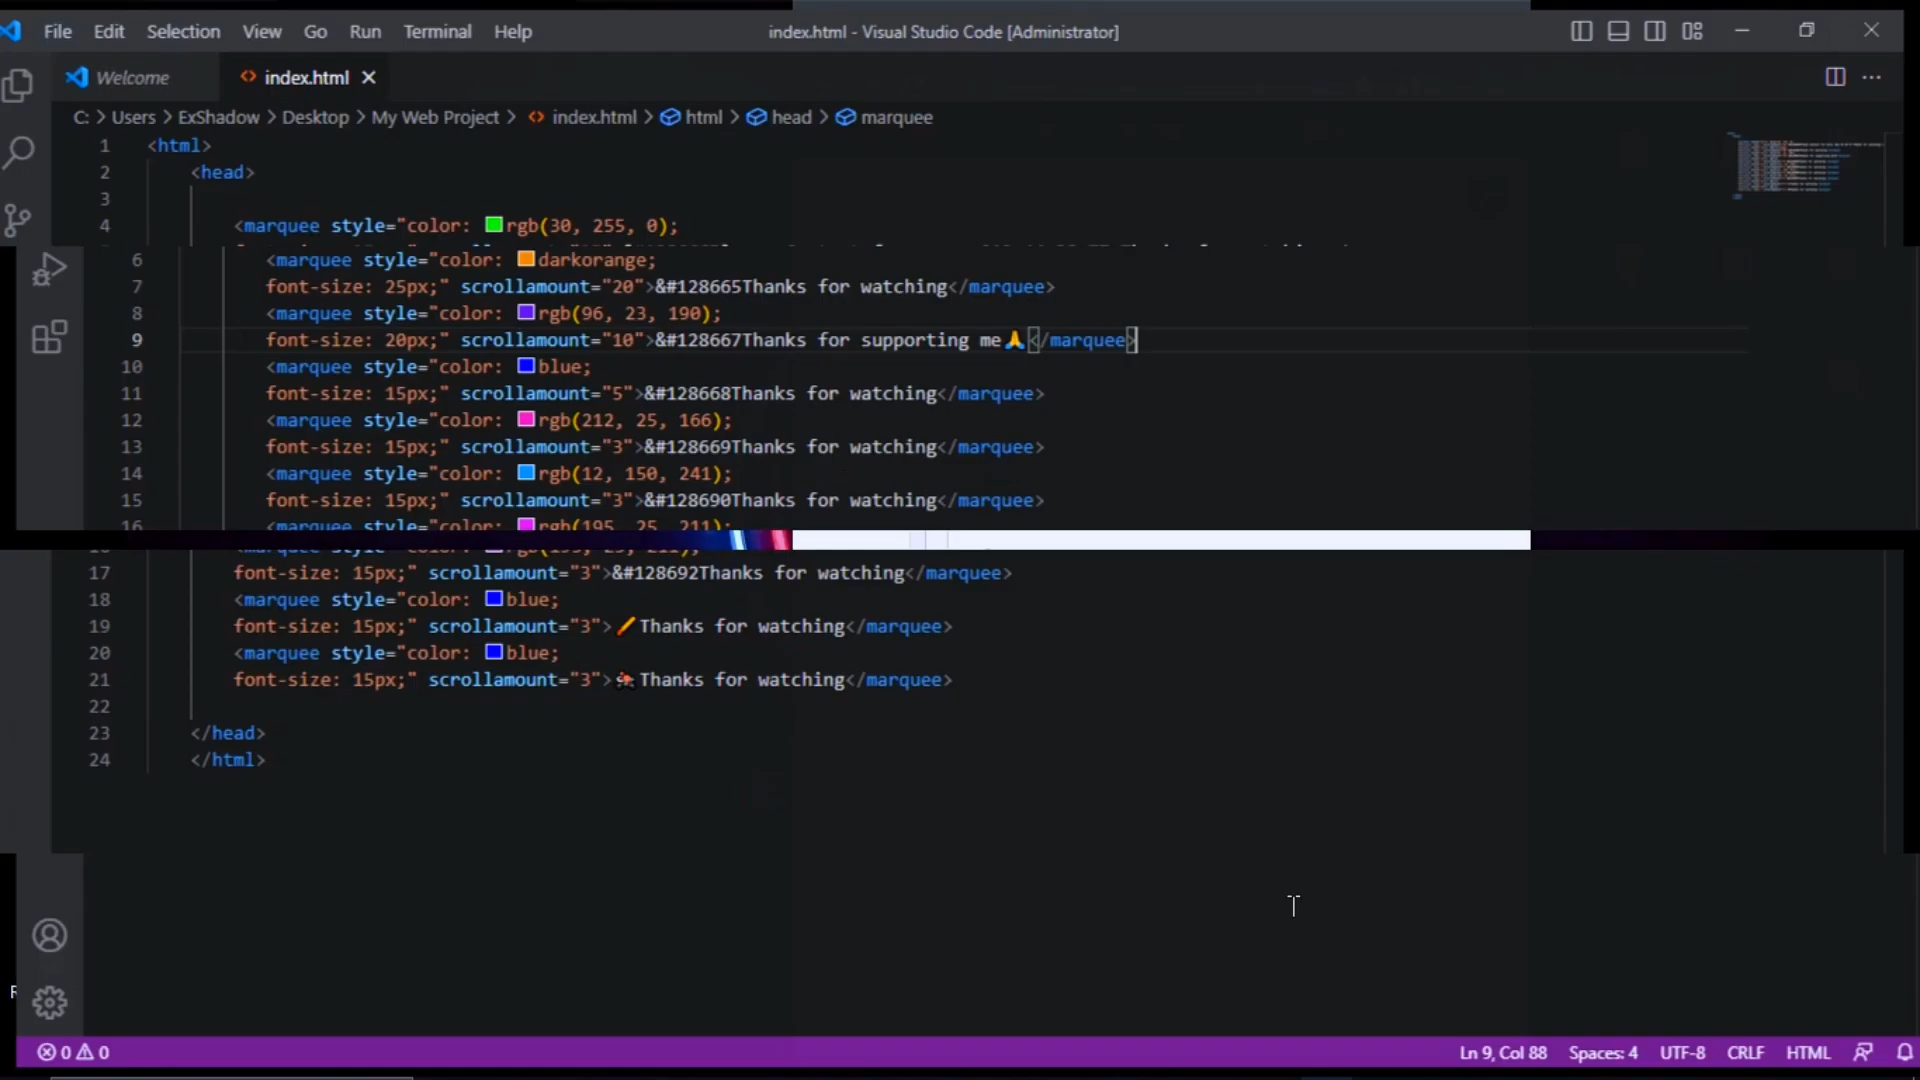 File Edit Selection View Go Run Terminal Help index.html - Visual Studio Code [Administrator]
Welcome index.html
C: > Users > ExShadow > Desktop > My Web Project > index.html > html > head > marquee
1 <html>
2 <head>
3
4 <marquee style="color: rgb(30, 255, 0);
6 <marquee style="color: darkorange;
7 font-size: 25px;" scrollamount="20">&#128665Thanks for watching</marquee>
8 <marquee style="color: rgb(96, 23, 190);
9 font-size: 20px;" scrollamount="10">&#128667Thanks for supporting me🙏</marquee>
10 <marquee style="color: blue;
11 font-size: 15px;" scrollamount="5">&#128668Thanks for watching</marquee>
12 <marquee style="color: rgb(212, 25, 166);
13 font-size: 15px;" scrollamount="3">&#128669Thanks for watching</marquee>
14 <marquee style="color: rgb(12, 150, 241);
15 font-size: 15px;" scrollamount="3">&#128690Thanks for watching</marquee>
16 <marquee style="color: rgb(195, 25, 211);
17 font-size: 15px;" scrollamount="3">&#128692Thanks for watching</marquee>
18 <marquee style="color: blue;
19 font-size: 15px;" scrollamount="3">Thanks for watching</marquee>
20 <marquee style="color: blue;
21 font-size: 15px;" scrollamount="3">Thanks for watching</marquee>
22
23 </head>
24 </html>
0 0 Ln 9, Col 88 Spaces: 4 UTF-8 CRLF HTML